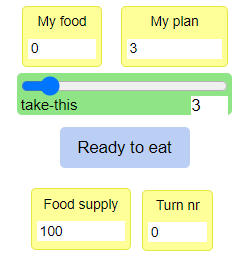 My food
My plan
0
3
take-this
3
Ready to eat
Food supply
Turn nr
100
0